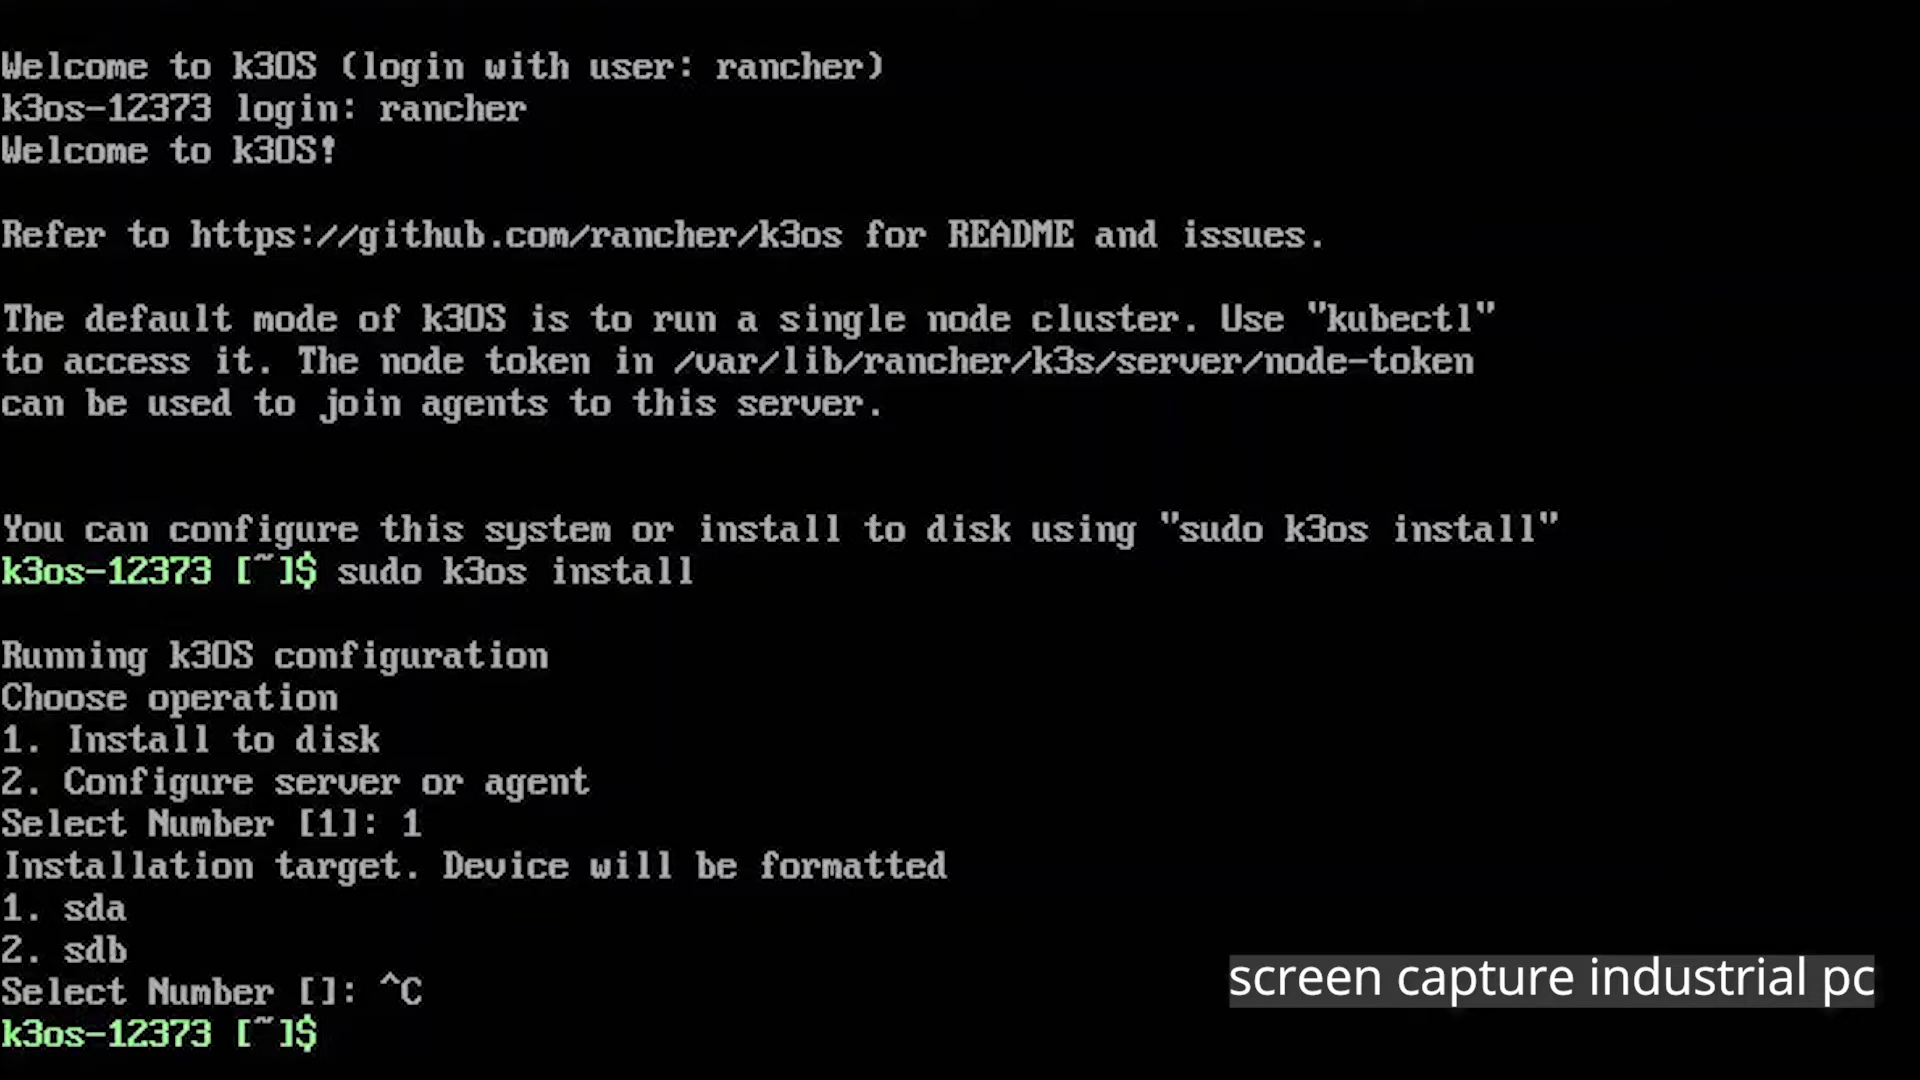 Welcome to k3OS (login with user: rancher)
k3os-12373 login: rancher
Welcome to k3OS!
Refer to https://github.com/rancher/k3os for README and issues.
The default mode of k3OS is to run a single node cluster. Use "kubectl"
to access it. The node token in /var/lib/rancher/k3s/server/node-token
can be used to join agents to this server.
You can configure this system or install to disk using "sudo k3os install"
k3os-12373 [~]$ sudo k3os install
Running k3OS configuration
Choose operation
1. Install to disk
2. Configure server or agent
Select Number [1]: 1
Installation target. Device will be formatted
1. sda
2. sdb
Select Number []: ^C
k3os-12373 [~]$
screen capture industrial pc